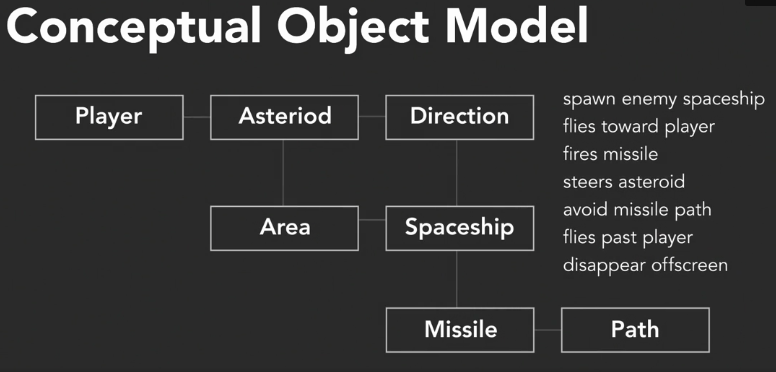 Conceptual Object Model
Player
Asteriod
Direction
Area
Spaceship
Missile
Path
spawn enemy spaceship
flies toward player
fires missile
steers asteroid
avoid missile path
flies past player
disappear offscreen